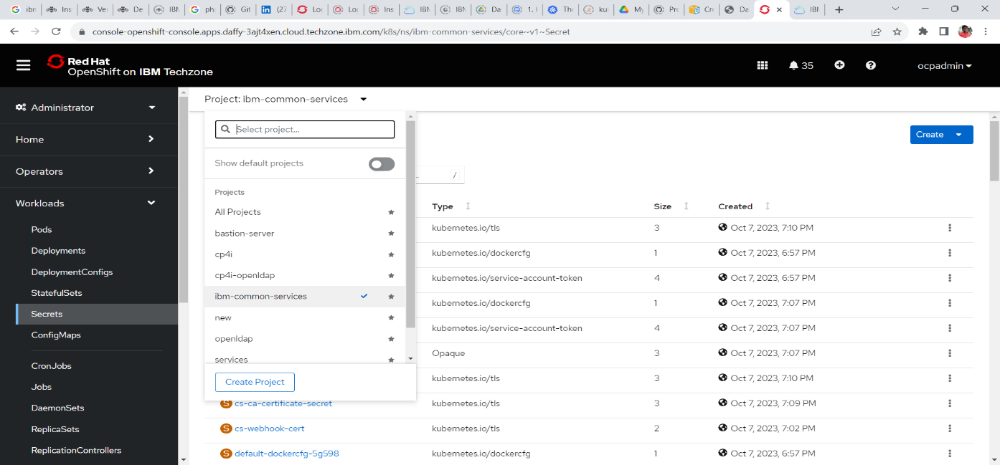 ibn
Ins
Ver
De
IBN
ph
Git
(27
Log
Log
Ins
IBN
IBN
Da
1. I
The
kul
My
Pro
Cre
Da
IBN
console-openshift-console.apps.daffy-3ajt4xen.cloud.techzone.ibm.com/k8s/ns/ibm-common-services/core~v1~Secret
Red Hat
OpenShift on IBM Techzone
35
ocpadmin
Administrator
Home
Operators
Workloads
Pods
Deployments
DeploymentConfigs
StatefulSets
Secrets
ConfigMaps
CronJobs
Jobs
DaemonSets
ReplicaSets
ReplicationControllers
Project: ibm-common-services
Select project...
Show default projects
Projects
All Projects
bastion-server
cp4i
cp4i-openldap
ibm-common-services
new
openldap
services
Create Project
Create
... /
Type Size Created
kubernetes.io/tls 3 Oct 7, 2023, 7:10 PM
kubernetes.io/dockercfg 1 Oct 7, 2023, 6:57 PM
kubernetes.io/service-account-token 4 Oct 7, 2023, 6:57 PM
kubernetes.io/dockercfg 1 Oct 7, 2023, 7:07 PM
kubernetes.io/service-account-token 4 Oct 7, 2023, 7:07 PM
Opaque 3 Oct 7, 2023, 7:07 PM
kubernetes.io/tls 3 Oct 7, 2023, 7:10 PM
S cs-ca-certificate-secret kubernetes.io/tls 3 Oct 7, 2023, 7:09 PM
S cs-webhook-cert kubernetes.io/tls 2 Oct 7, 2023, 7:02 PM
S default-dockercfg-5g598 kubernetes.io/dockercfg 1 Oct 7, 2023, 6:57 PM